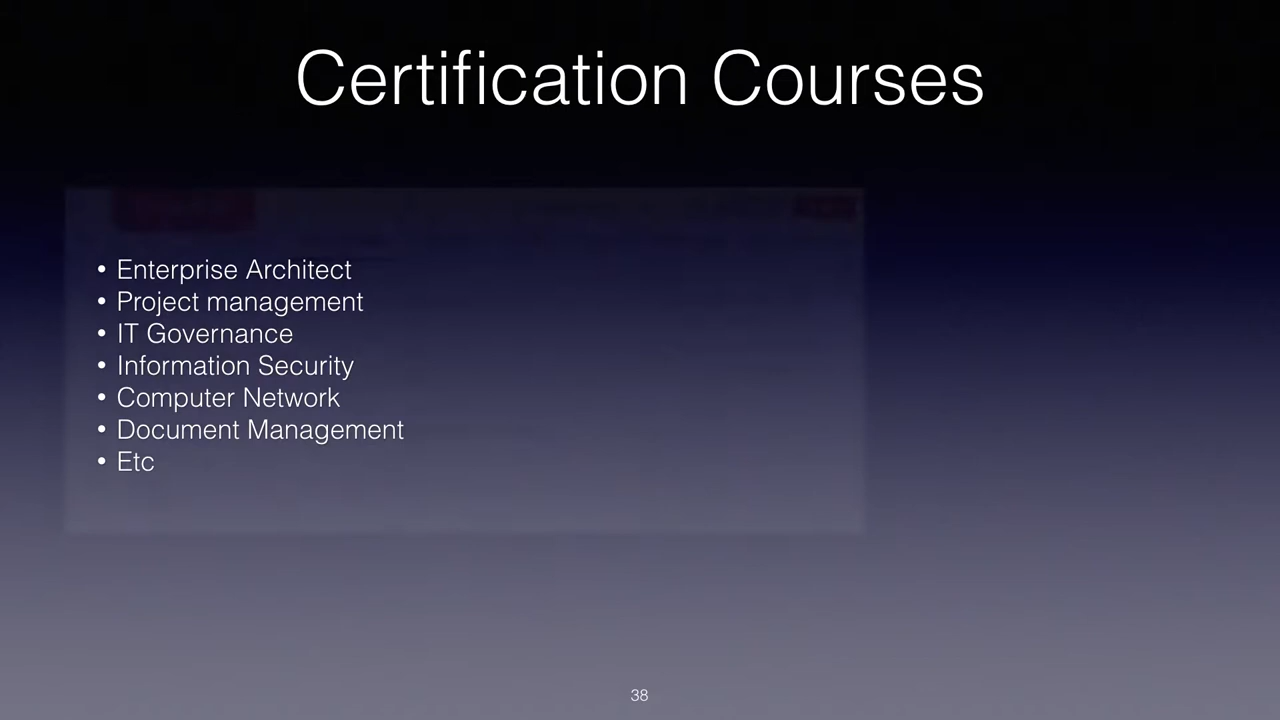 Certification Courses
• Enterprise Architect
• Project management
• IT Governance
• Information Security
• Computer Network
• Document Management
• Etc
38